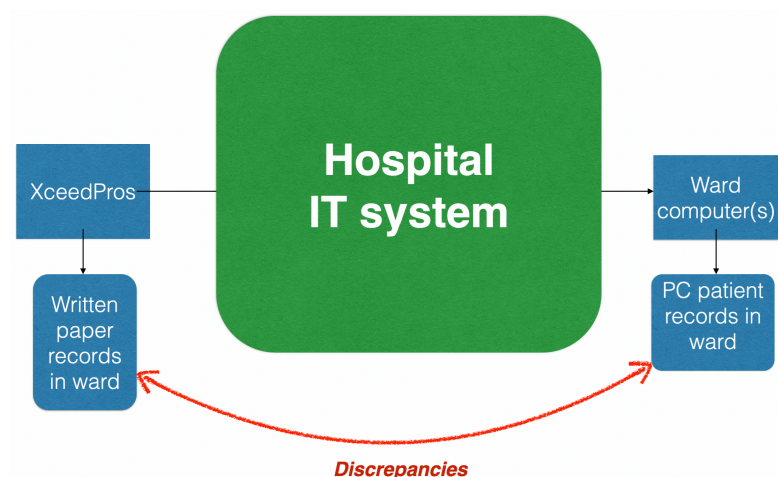 Hospital
IT system
XceedPros
Ward
computer(s)
Written
paper
records
in ward
PC patient
records in
ward
Discrepancies